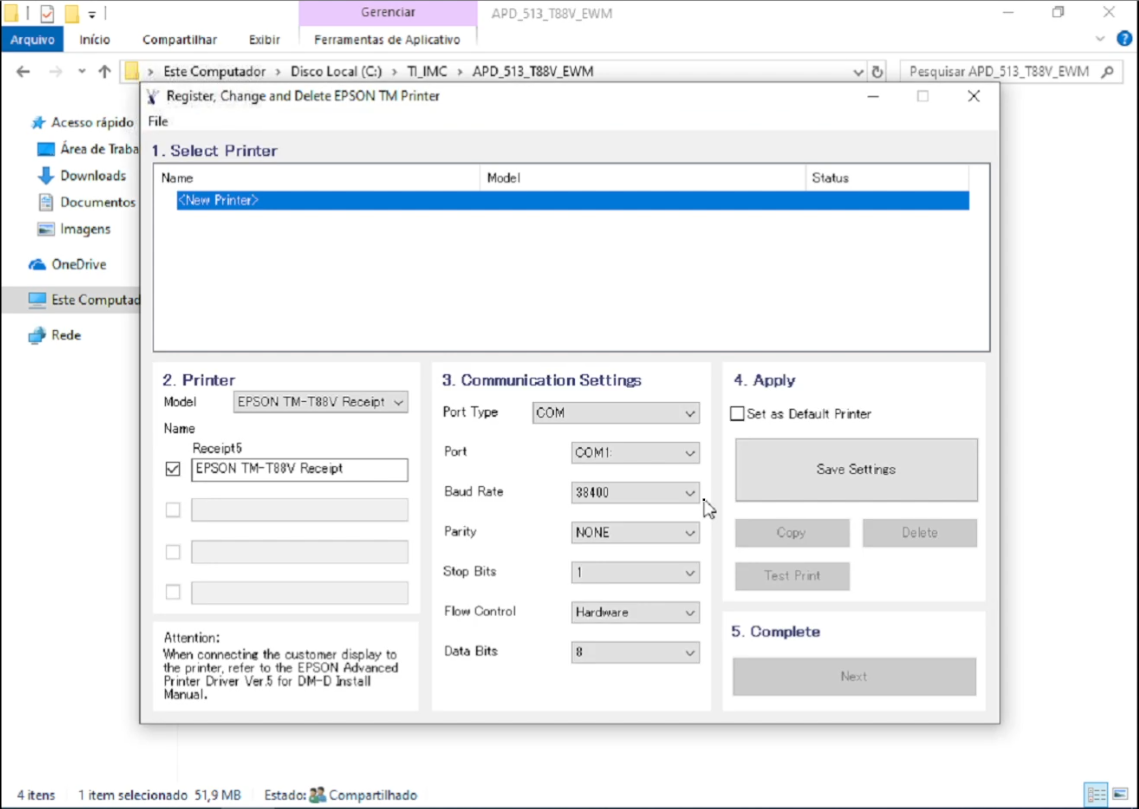 Gerenciar
APD_513_T88V_EWM
Arquivo Início Compartilhar Exibir Ferramentas de Aplicativo
Este Computador > Disco Local (C:) > TI_IMC > APD_513_T88V_EWM
Pesquisar APD_513_T88V_EWM
Register, Change and Delete EPSON TM Printer
File
Acesso rápido
Área de Traba
Downloads
Documentos
Imagens
OneDrive
Este Computad
Rede
1. Select Printer
Name Model Status
<New Printer>
2. Printer
Model EPSON TM-T88V Receipt
Name
Receipt5
EPSON TM-T88V Receipt
Attention:
When connecting the customer display to
the printer, refer to the EPSON Advanced
Printer Driver Ver.5 for DM-D Install
Manual.
3. Communication Settings
Port Type COM
Port COM1:
Baud Rate 38400
Parity NONE
Stop Bits 1
Flow Control Hardware
Data Bits 8
4. Apply
Set as Default Printer
Save Settings
Copy Delete
Test Print
5. Complete
Next
4 itens 1 item selecionado 51,9 MB Estado: Compartilhado